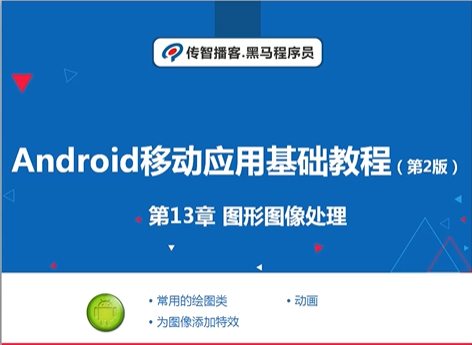 传智播客.黑马程序员
Android移动应用基础教程（第2版）
第13章 图形图像处理
• 常用的绘图类 • 动画
• 为图像添加特效